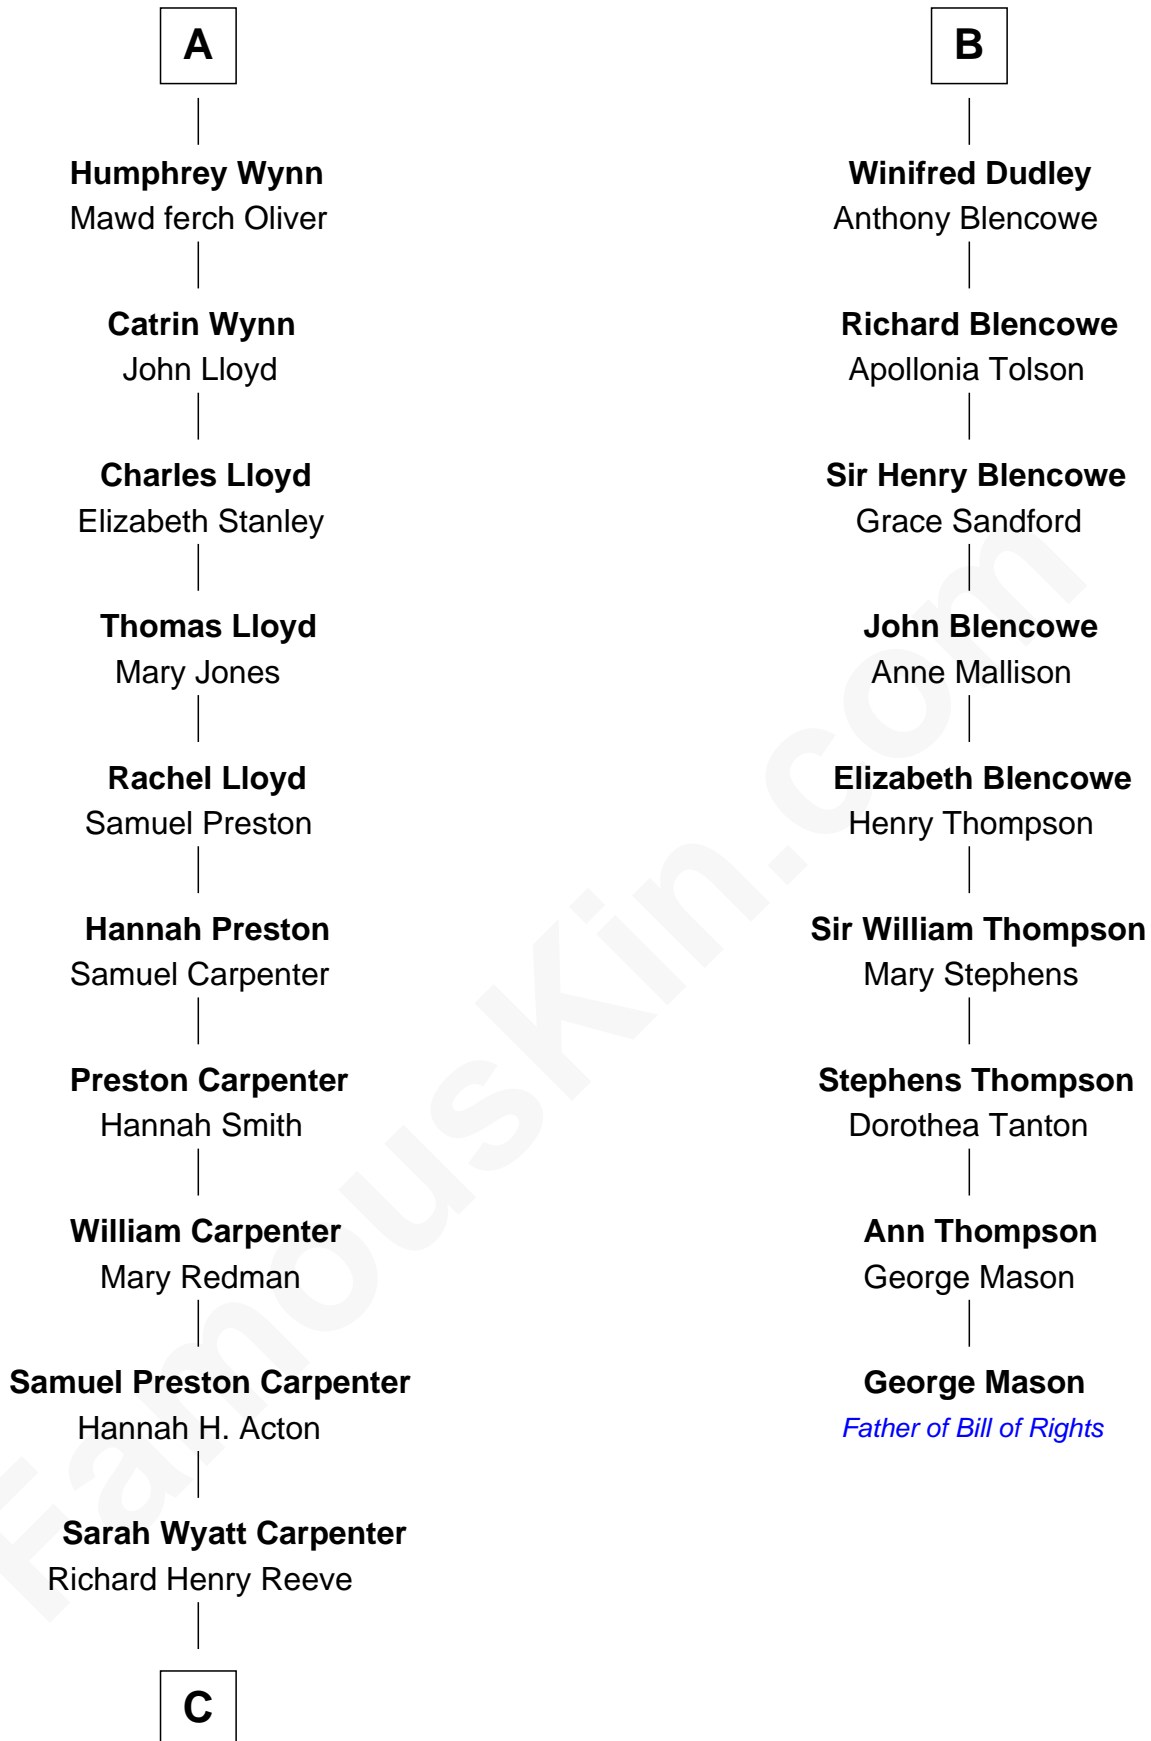 A
Humphrey Wynn
Mawd ferch Oliver
Catrin Wynn
John Lloyd
Charles Lloyd
Elizabeth Stanley
Thomas Lloyd
Mary Jones
Rachel Lloyd
Samuel Preston
Hannah Preston
Samuel Carpenter
Preston Carpenter
Hannah Smith
William Carpenter
Mary Redman
Samuel Preston Carpenter
Hannah H. Acton
Sarah Wyatt Carpenter
Richard Henry Reeve
C
B
Winifred Dudley
Anthony Blencowe
Richard Blencowe
Apollonia Tolson
Sir Henry Blencowe
Grace Sandford
John Blencowe
Anne Mallison
Elizabeth Blencowe
Henry Thompson
Sir William Thompson
Mary Stephens
Stephens Thompson
Dorothea Tanton
Ann Thompson
George Mason
George Mason
Father of Bill of Rights
FamousKin.com